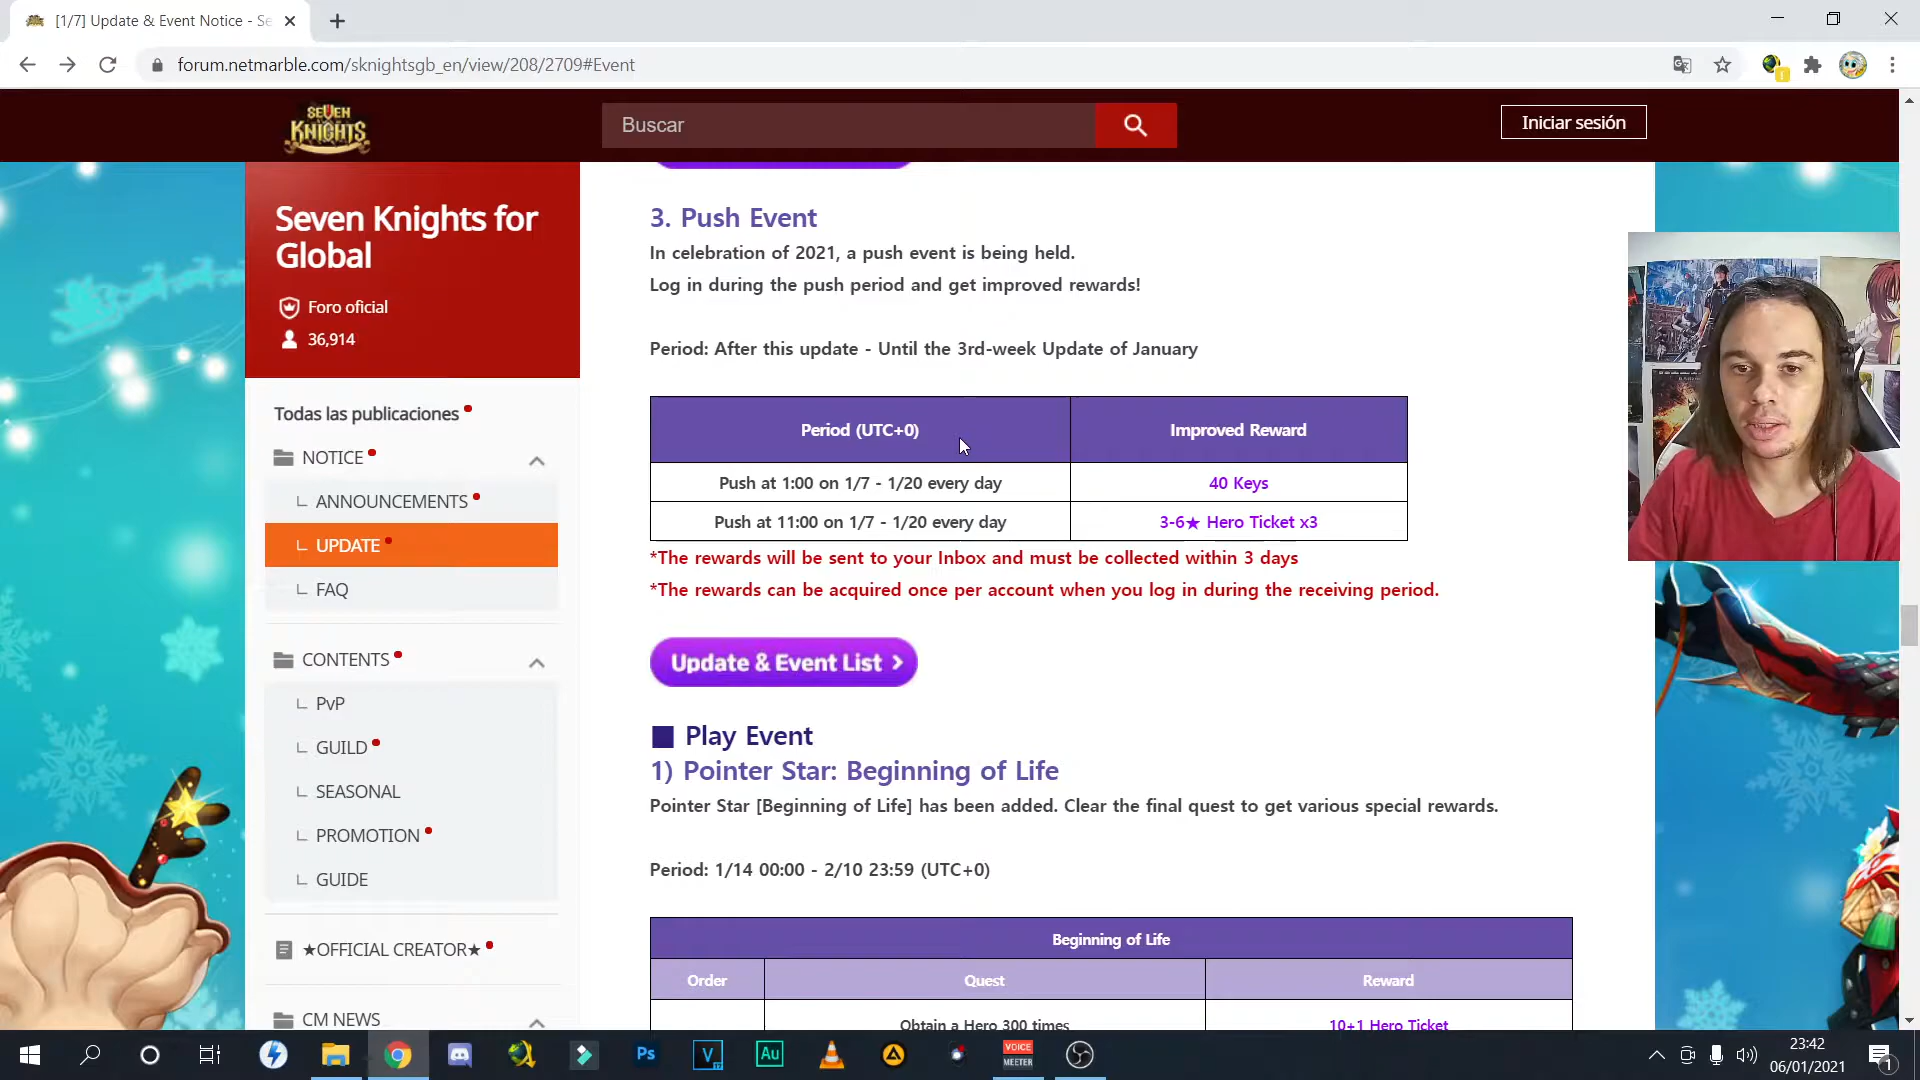 [1/7] Update & Event Notice - Se
forum.netmarble.com/sknightsgb_en/view/208/2709#Event
SEVEN KNIGHTS
Buscar
Iniciar sesión
Seven Knights for
Global
Foro oficial
36,914
Todas las publicaciones
NOTICE
ANNOUNCEMENTS
UPDATE
FAQ
CONTENTS
PvP
GUILD
SEASONAL
PROMOTION
GUIDE
★OFFICIAL CREATOR★
CM NEWS
3. Push Event
In celebration of 2021, a push event is being held.
Log in during the push period and get improved rewards!
Period: After this update - Until the 3rd-week Update of January
Period (UTC+0) Improved Reward
Push at 1:00 on 1/7 - 1/20 every day 40 Keys
Push at 11:00 on 1/7 - 1/20 every day 3-6★ Hero Ticket x3
*The rewards will be sent to your Inbox and must be collected within 3 days
*The rewards can be acquired once per account when you log in during the receiving period.
Update & Event List >
■ Play Event
1) Pointer Star: Beginning of Life
Pointer Star [Beginning of Life] has been added. Clear the final quest to get various special rewards.
Period: 1/14 00:00 - 2/10 23:59 (UTC+0)
Beginning of Life
Order Quest Reward
Obtain a Hero 300 times 10+1 Hero Ticket
Ps
V
Au
VOICE
MEETER
23:42
06/01/2021
1